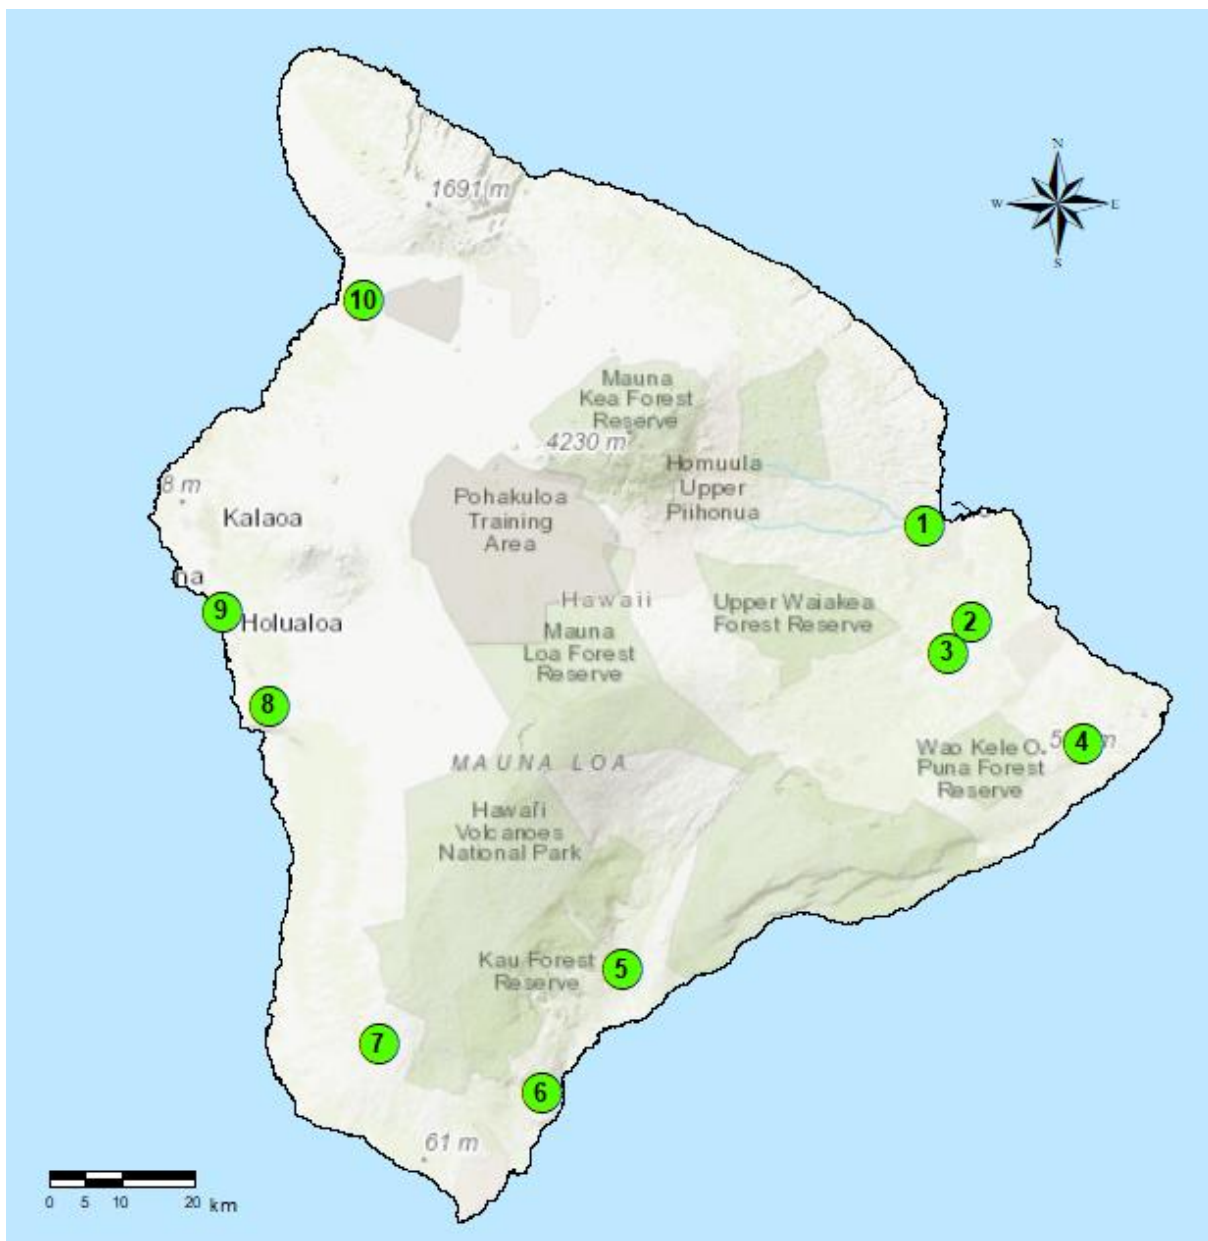 N
1691 m
W
E
S
10
Mauna
Kea Forest
Reserve
4230 m
Homuula
Upper
Piihonua
8 m
Pohakuloa
Training
Area
Kalaoa
1
na
Hawaii
Upper Waiakea
Forest Reserve
9
Holualoa
2
Mauna
Loa Forest
Reserve
3
8
4
MAUNA LOA
Wao Kele O.
Puna Forest
Reserve
Hawai'i
Volcanoes
National Park
Kau Forest
Reserve
5
7
6
61 m
0 5 10 20 km